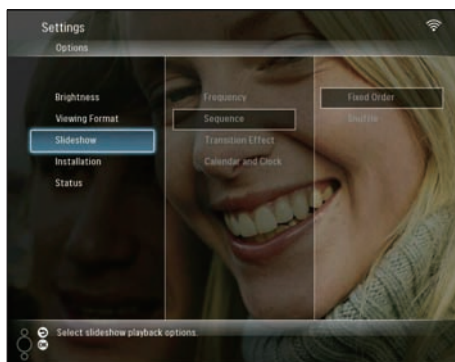 Settings
Options
Brightness
Viewing Format
Slideshow
Installation
Status
Frequency
Sequence
Transition Effect
Calendar and Clock
Fixed Order
Shuffle
Select slideshow playback options.
OK